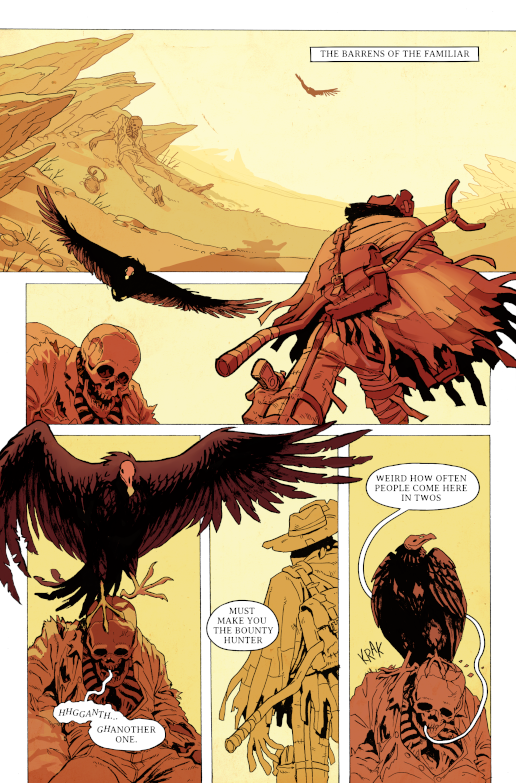 THE BARRENS OF THE FAMILIAR
HHGGANTH...
GHANOTHER
ONE.
MUST
MAKE YOU
THE BOUNTY
HUNTER
WEIRD HOW OFTEN
PEOPLE COME HERE
IN TWOS
KRAK